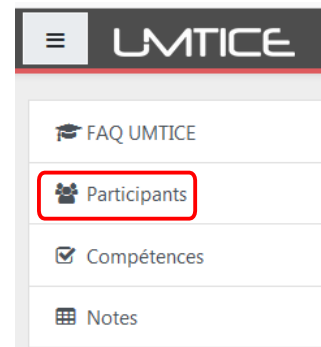 UMTICE
FAQ UMTICE
Participants
Compétences
Notes